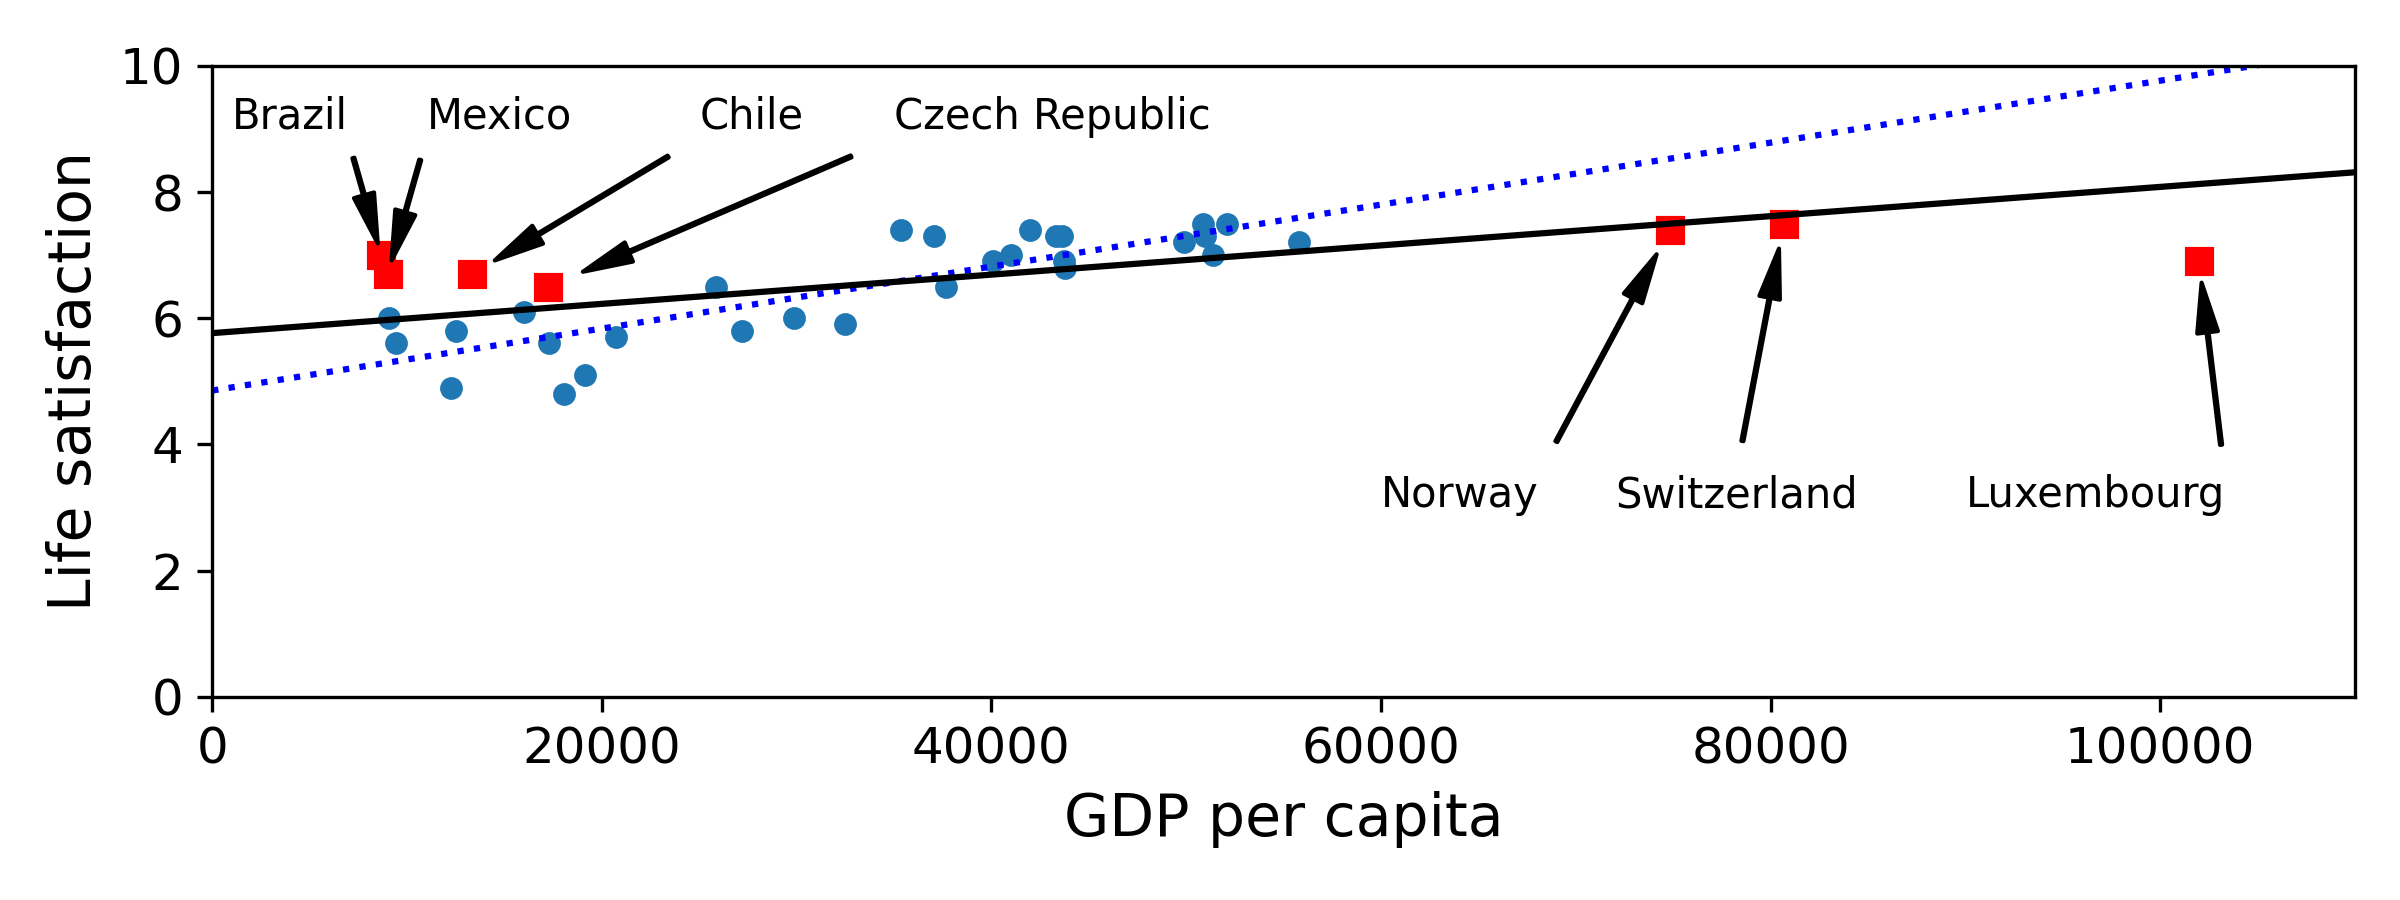 10
Brazil Mexico Chile Czech Republic
8
6
4
Norway Switzerland Luxembourg
2
0
0 20000 40000 60000 80000 100000
GDP per capita
Life satisfaction